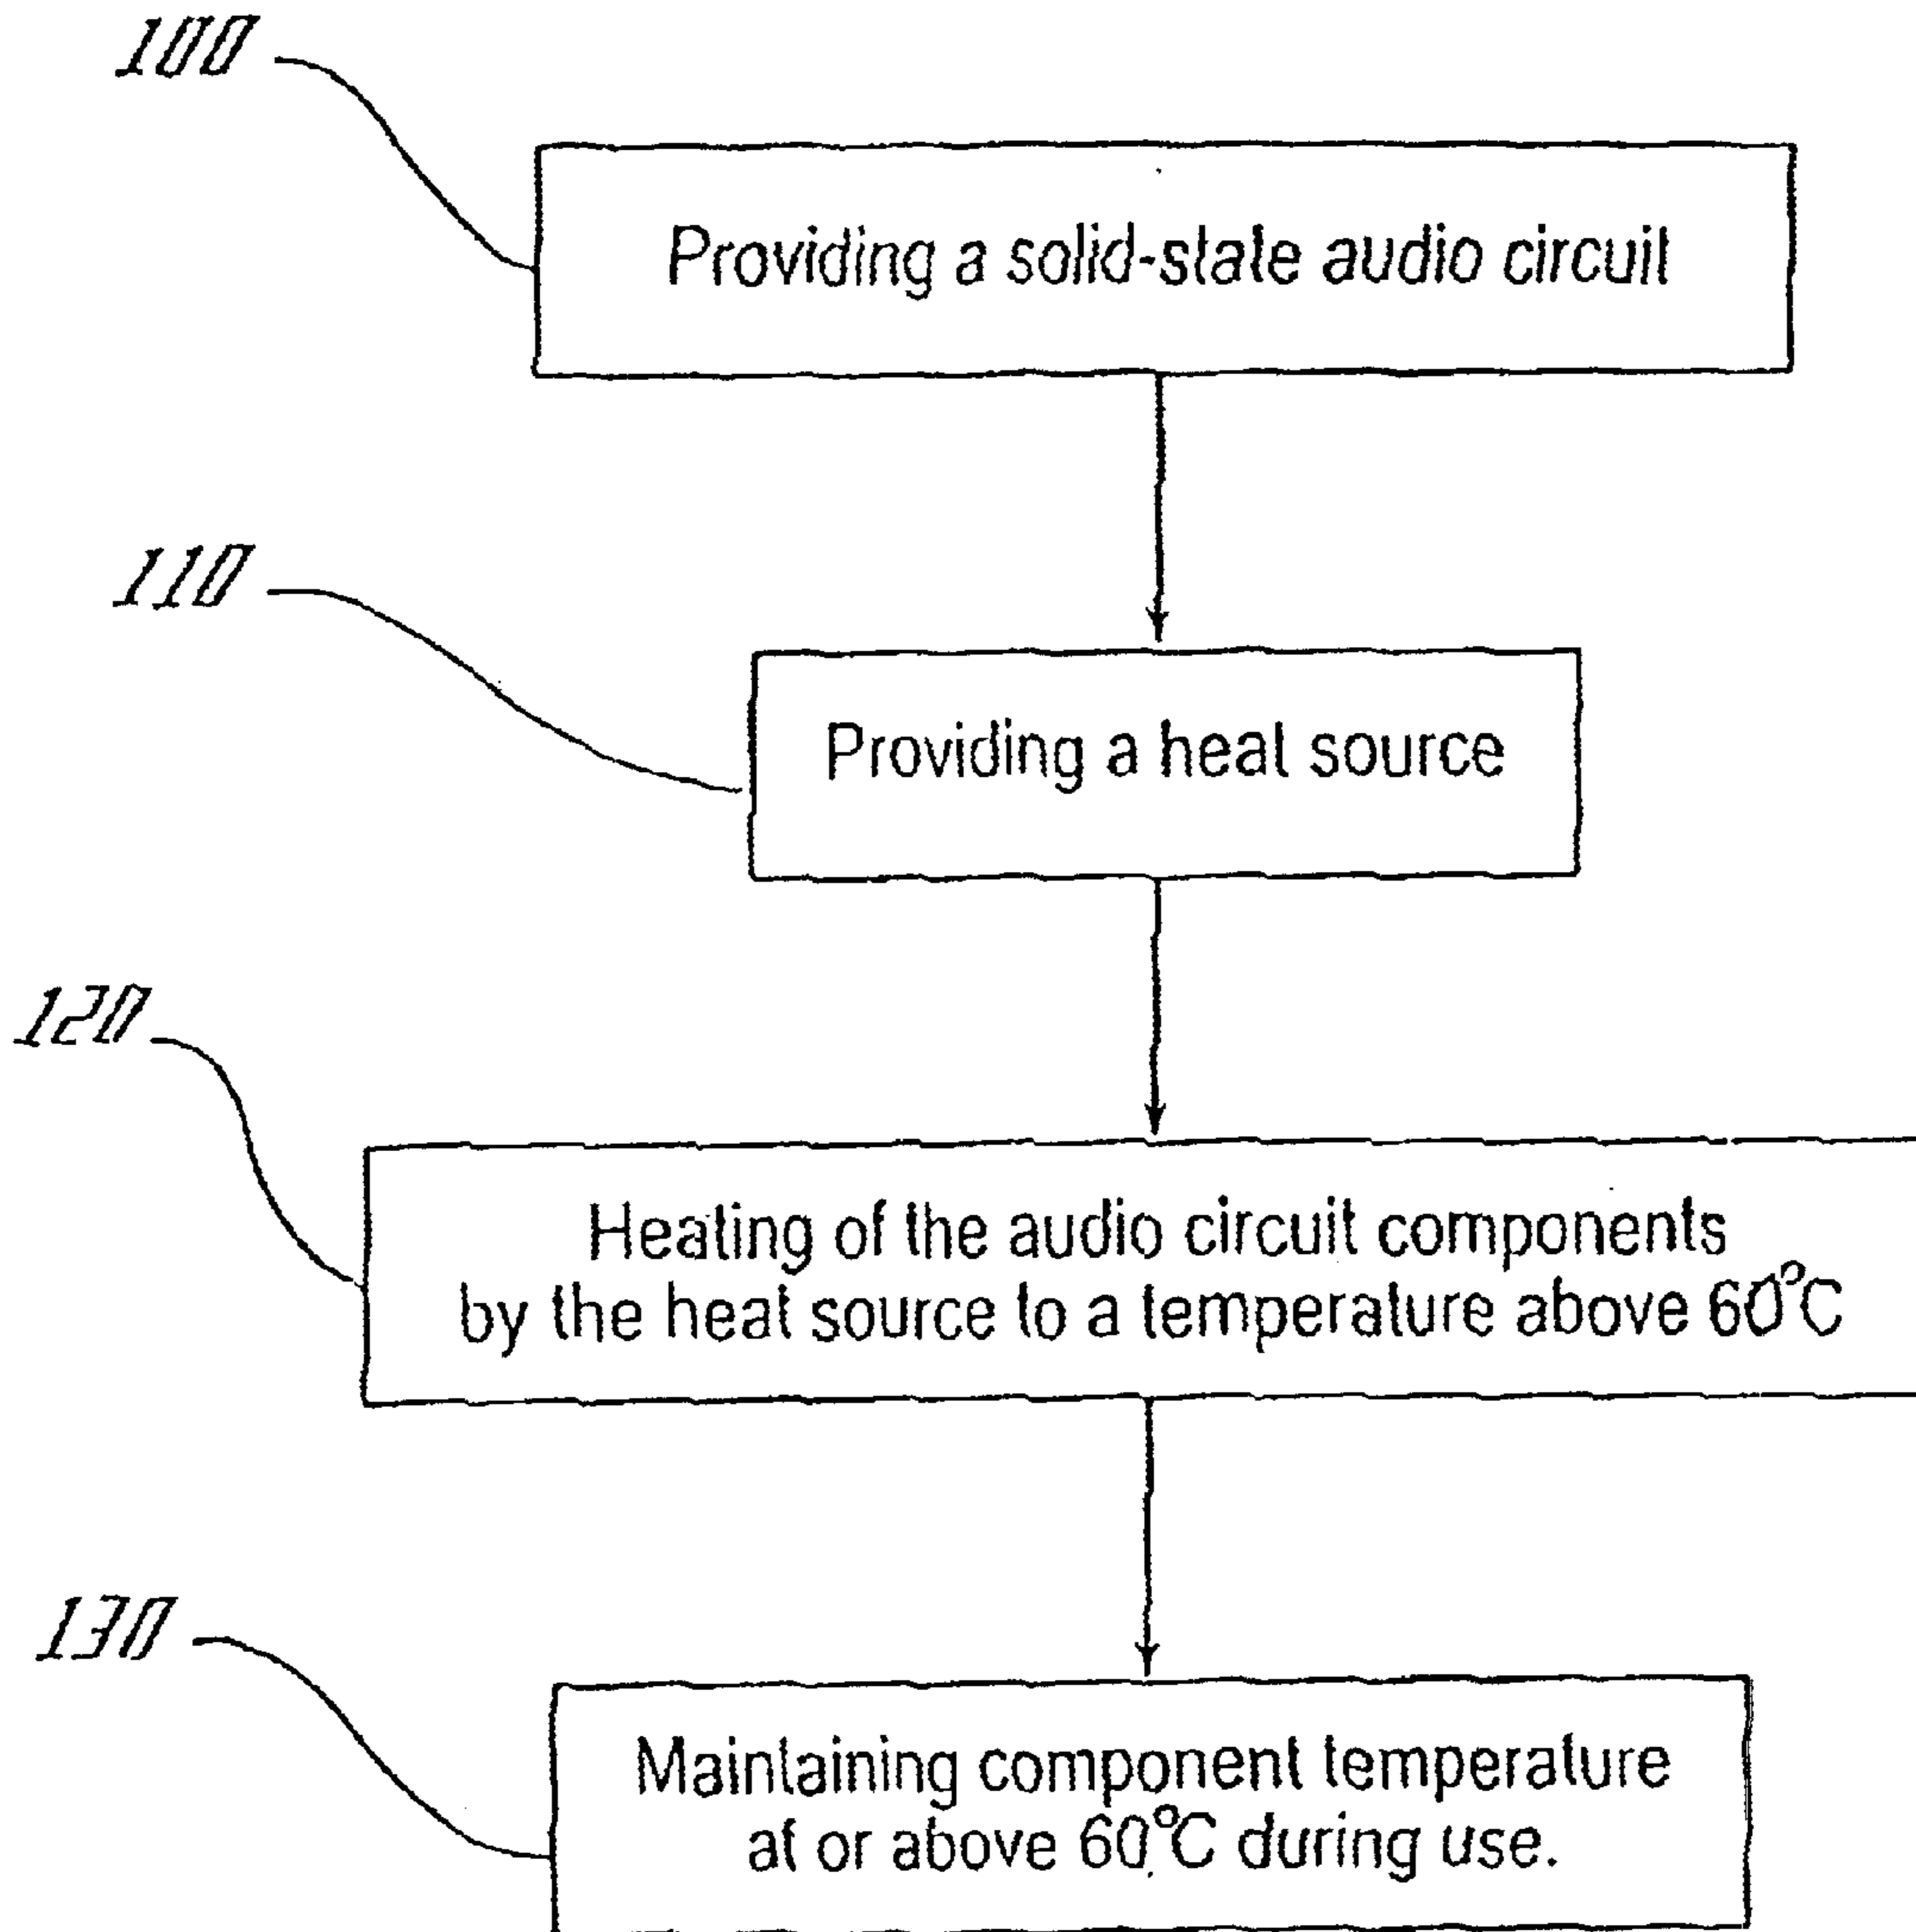 100
Providing a solid-state audio circuit
110
Providing a heat source
120
Heating of the audio circuit components
by the heat source to a temperature above 60°C
130
Maintaining component temperature
at or above 60°C during use.